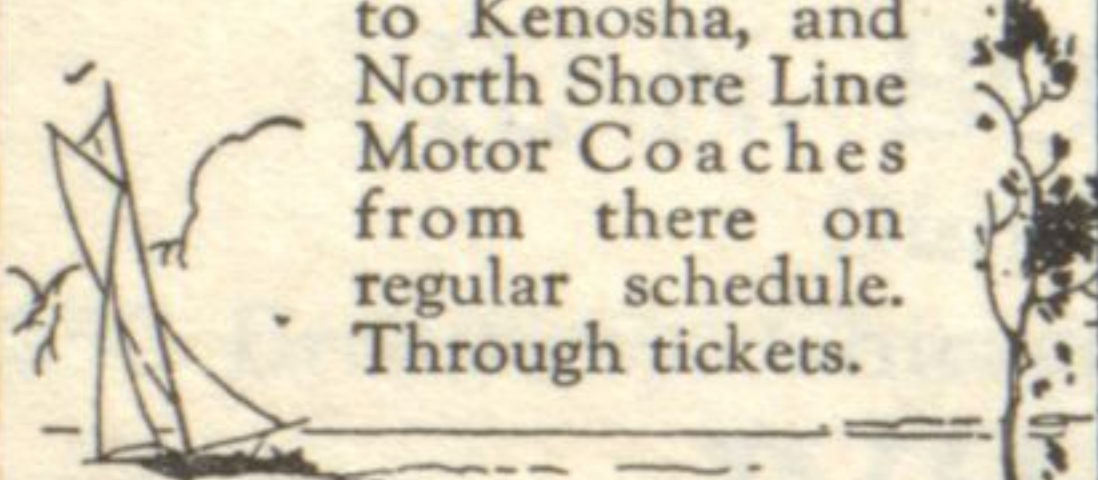 to Kenosha, and
North Shore Line
Motor Coaches
from there on
regular schedule.
Through tickets.